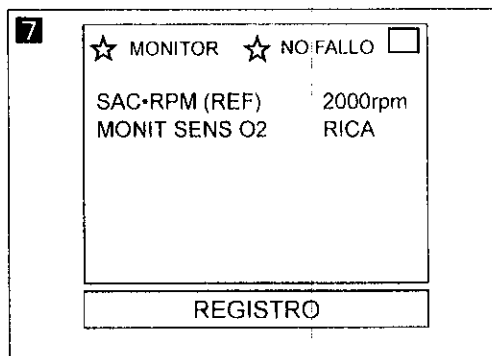 7
☆ MONITOR ☆ NO FALLO
SAC•RPM (REF) 2000rpm
MONIT SENS O2 RICA
REGISTRO